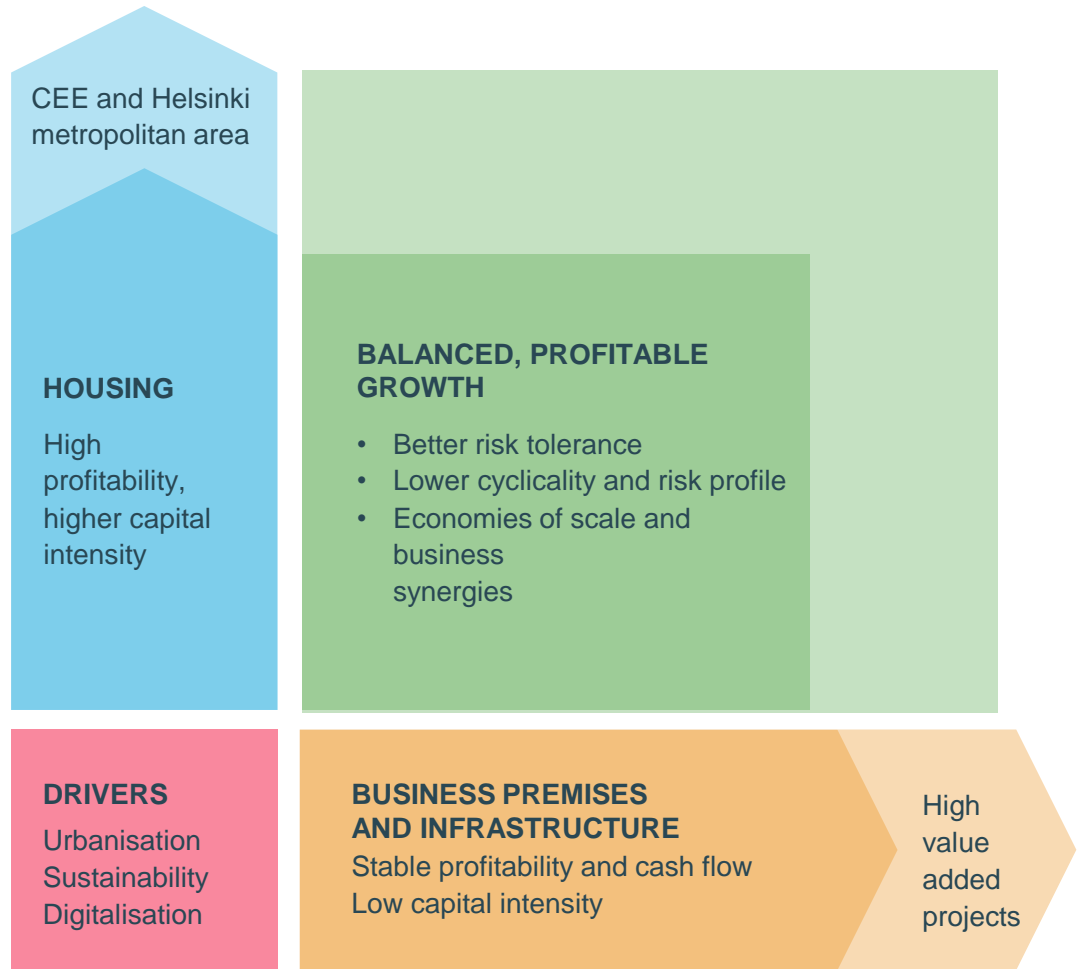 CEE and Helsinki
metropolitan area
HOUSING
High
profitability,
higher capital
intensity
BALANCED, PROFITABLE
GROWTH
• Better risk tolerance
• Lower cyclicality and risk profile
• Economies of scale and
business
synergies
DRIVERS
Urbanisation
Sustainability
Digitalisation
BUSINESS PREMISES
AND INFRASTRUCTURE
Stable profitability and cash flow
Low capital intensity
High
value
added
projects